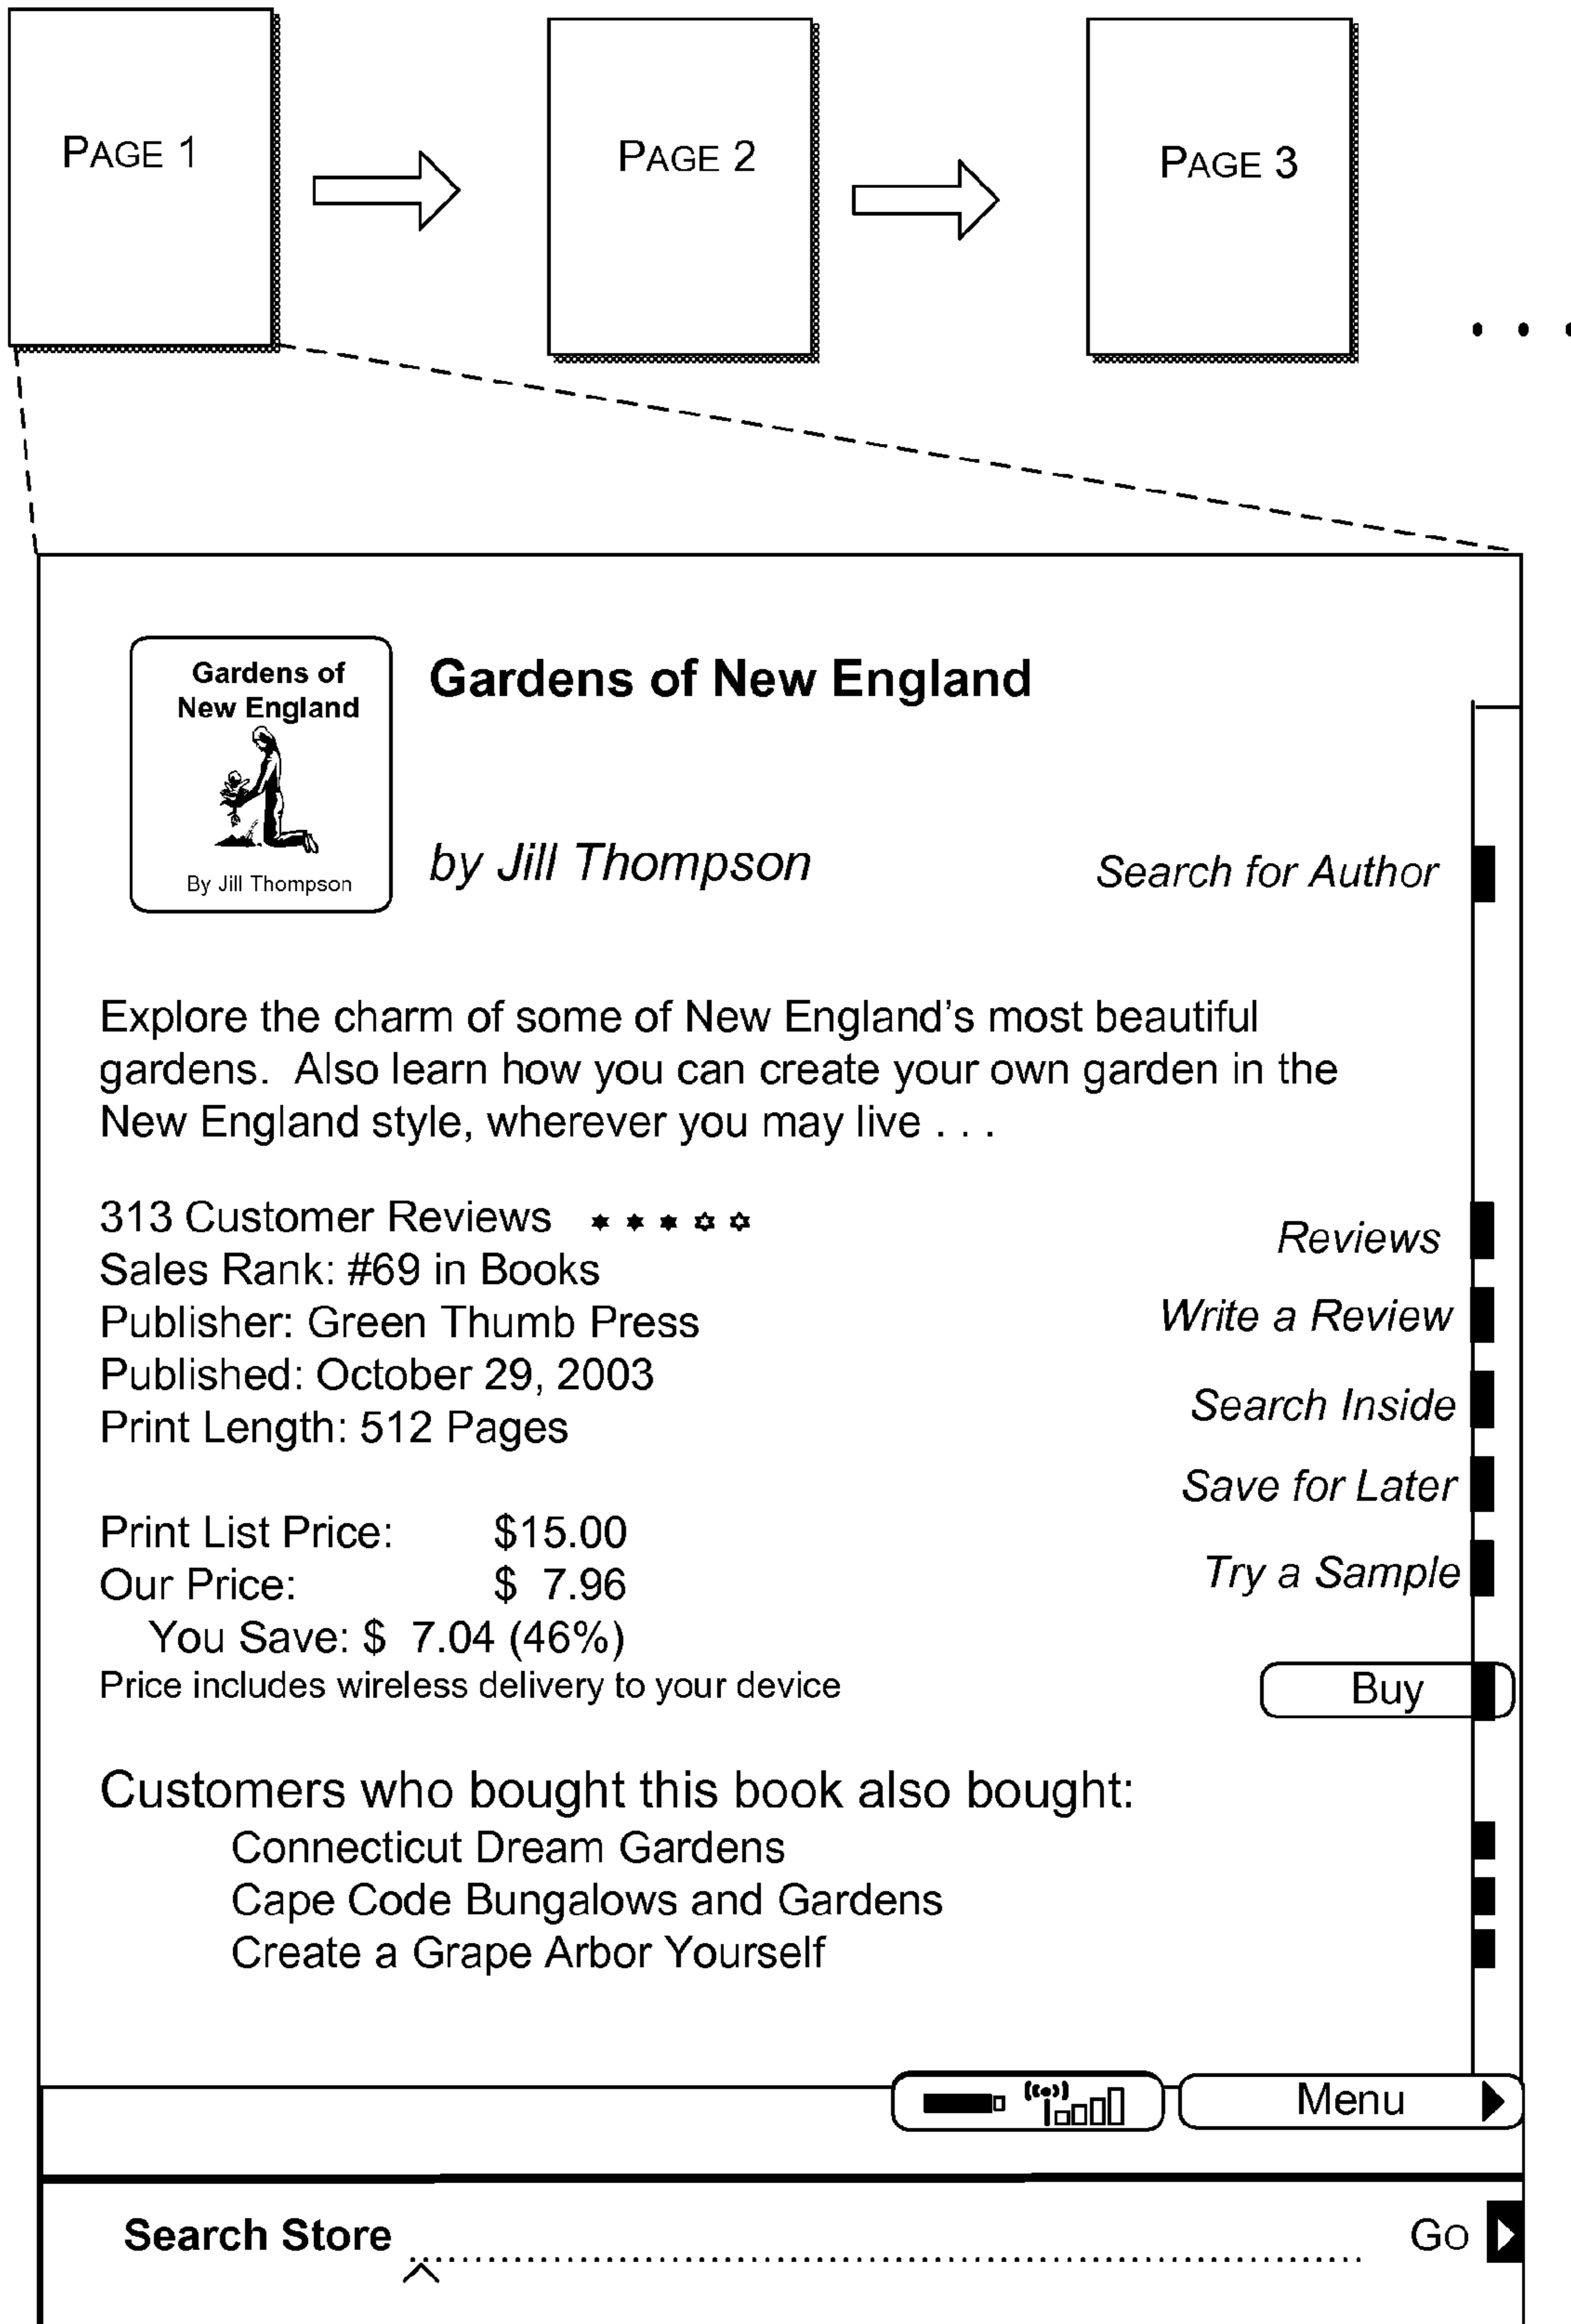 PAGE 1
PAGE 2
PAGE 3
. . .
Gardens of
New England
By Jill Thompson
Gardens of New England
by Jill Thompson
Search for Author
Explore the charm of some of New England's most beautiful
gardens.  Also learn how you can create your own garden in the
New England style, wherever you may live . . .
313 Customer Reviews ★ ★ ★ ☆ ☆
Sales Rank: #69 in Books
Publisher: Green Thumb Press
Published: October 29, 2003
Print Length: 512 Pages
Reviews
Write a Review
Search Inside
Save for Later
Try a Sample
Print List Price: $15.00
Our Price: $ 7.96
You Save: $ 7.04 (46%)
Price includes wireless delivery to your device
Buy
Customers who bought this book also bought:
Connecticut Dream Gardens
Cape Code Bungalows and Gardens
Create a Grape Arbor Yourself
Menu
Search Store
GO